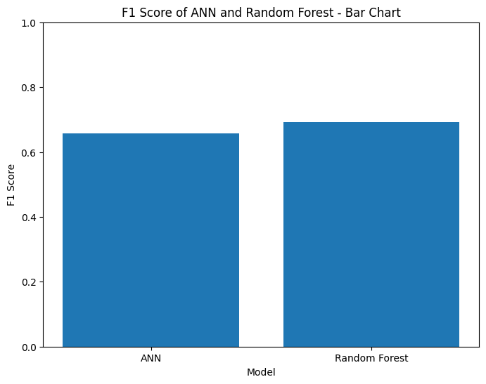 F1 Score of ANN and Random Forest - Bar Chart
1.0
0.8
0.6
0.4
0.2
0.0
F1 Score
ANN
Random Forest
Model